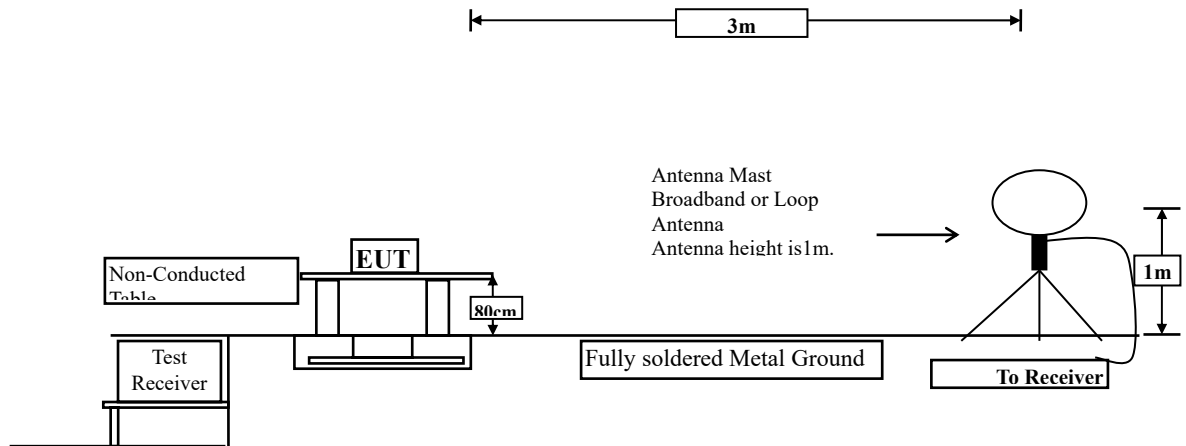 3m
Antenna Mast
Broadband or Loop
Antenna
Antenna height is1m.
EUT
Non-Conducted
Table
80cm
1m
Test
Receiver
Fully soldered Metal Ground
To Receiver